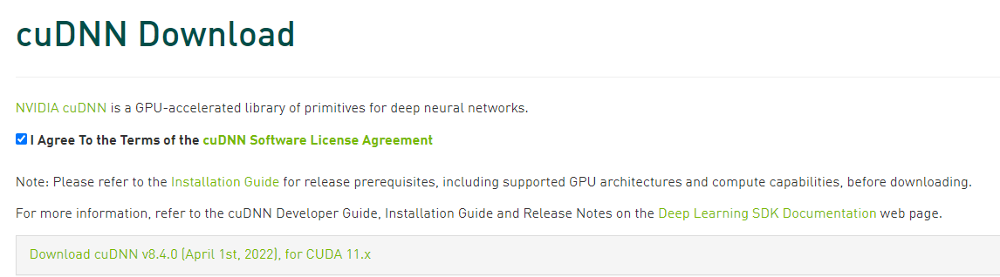 cuDNN Download
NVIDIA cuDNN is a GPU-accelerated library of primitives for deep neural networks.
I Agree To the Terms of the cuDNN Software License Agreement
Note: Please refer to the Installation Guide for release prerequisites, including supported GPU architectures and compute capabilities, before downloading.
For more information, refer to the cuDNN Developer Guide, Installation Guide and Release Notes on the Deep Learning SDK Documentation web page.
Download cuDNN v8.4.0 (April 1st, 2022), for CUDA 11.x